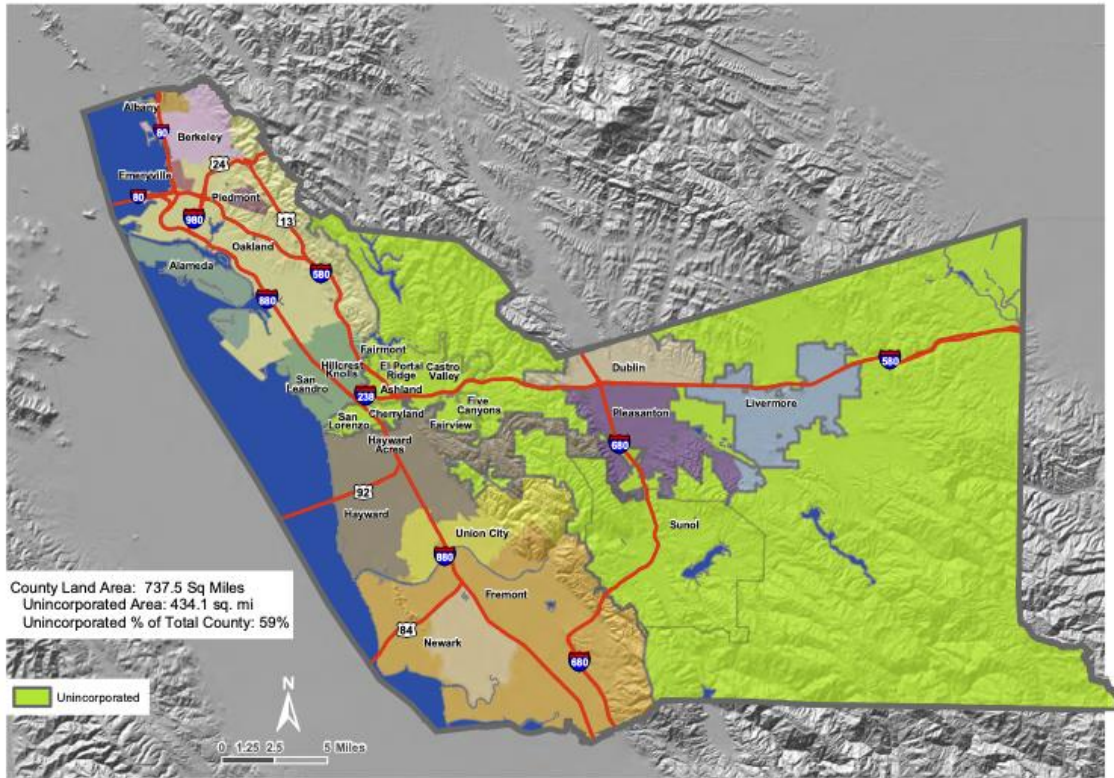 Albany
80
Berkeley
24
Emeryville
80
Piedmont
980
13
Oakland
Alameda
580
880
Fairmont
Hillcrest
Knolls
El Portal
Ridge
Castro
Valley
Ashland
San
Leandro
238
Cherryland
Five
Canyons
San
Lorenzo
Fairview
Hayward
Acres
Dublin
580
Pleasanton
Livermore
680
92
Hayward
Union City
Sunol
880
Fremont
84
Newark
680
County Land Area: 737.5 Sq Miles
Unincorporated Area: 434.1 sq. mi
Unincorporated % of Total County: 59%
Unincorporated
N
0 1.25 2.5 5 Miles